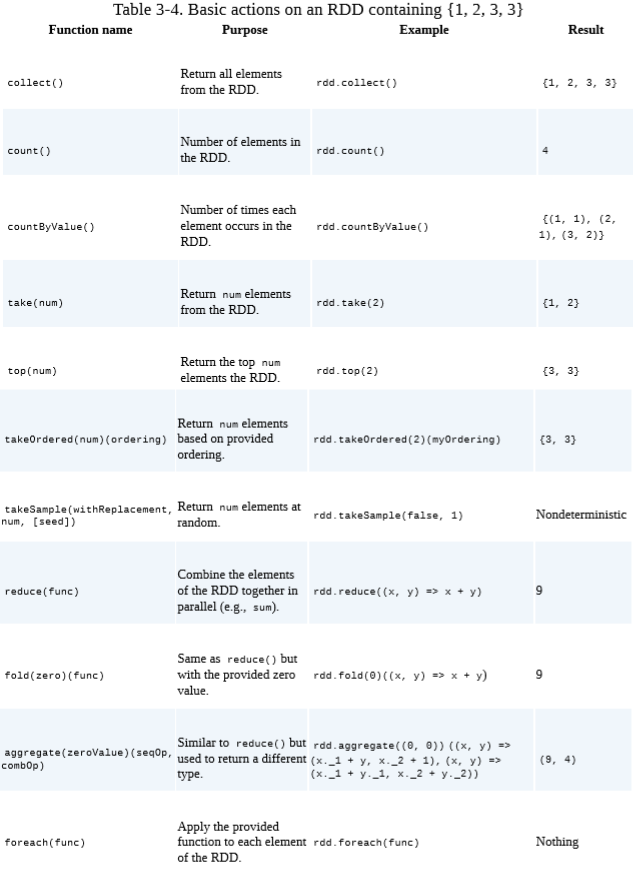 Table 3-4. Basic actions on an RDD containing {1, 2, 3, 3}
Function name Purpose Example Result
collect() Return all elements from the RDD. rdd.collect() {1, 2, 3, 3}
count() Number of elements in the RDD. rdd.count() 4
countByValue() Number of times each element occurs in the RDD. rdd.countByValue() {(1, 1), (2, 1), (3, 2)}
take(num) Return num elements from the RDD. rdd.take(2) {1, 2}
top(num) Return the top num elements the RDD. rdd.top(2) {3, 3}
takeOrdered(num)(ordering) Return num elements based on provided ordering. rdd.takeOrdered(2)(myOrdering) {3, 3}
takeSample(withReplacement, num, [seed]) Return num elements at random. rdd.takeSample(false, 1) Nondeterministic
reduce(func) Combine the elements of the RDD together in parallel (e.g., sum). rdd.reduce((x, y) => x + y) 9
fold(zero)(func) Same as reduce() but with the provided zero value. rdd.fold(0)((x, y) => x + y) 9
aggregate(zeroValue)(seqOp, combOp) Similar to reduce() but used to return a different type. rdd.aggregate((0, 0)) ((x, y) => (x._1 + y, x._2 + 1), (x, y) => (x._1 + y._1, x._2 + y._2)) (9, 4)
foreach(func) Apply the provided function to each element of the RDD. rdd.foreach(func) Nothing